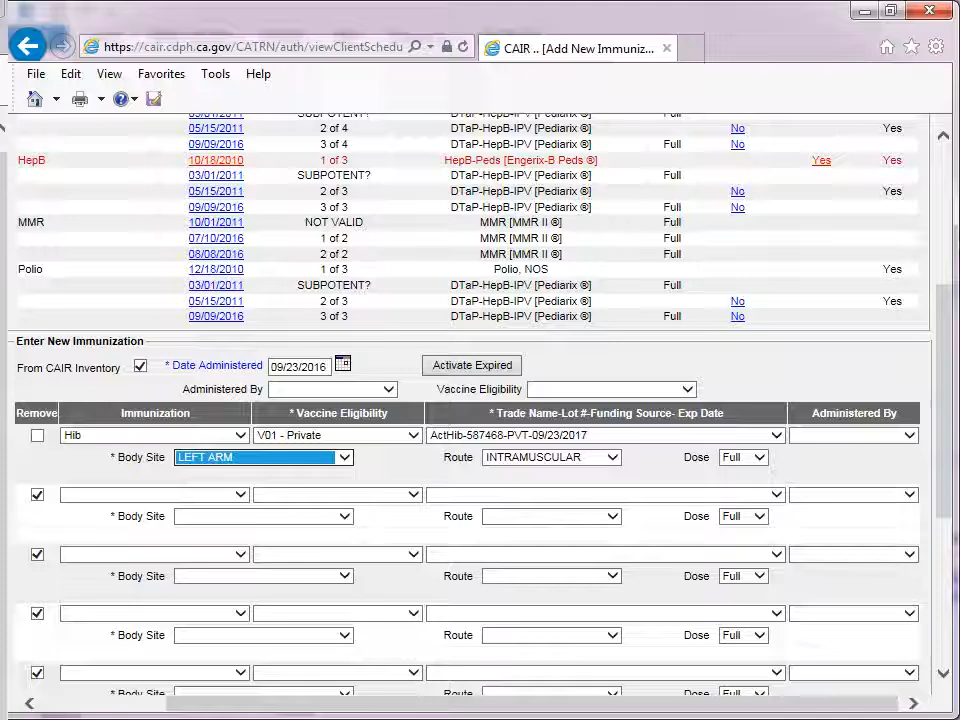 https://cair.cdph.ca.gov/CATRN/auth/viewClientSchedu
CAIR .. [Add New Immuniz...
File Edit View Favorites Tools Help
05/15/2011 2 of 4 DTaP-HepB-IPV [Pediarix ®] No Yes
09/09/2016 3 of 4 DTaP-HepB-IPV [Pediarix ®] Full No
HepB 10/18/2010 1 of 3 HepB-Peds [Engerix-B Peds ®] Yes Yes
03/01/2011 SUBPOTENT? DTaP-HepB-IPV [Pediarix ®] Full
05/15/2011 2 of 3 DTaP-HepB-IPV [Pediarix ®] No Yes
09/09/2016 3 of 3 DTaP-HepB-IPV [Pediarix ®] Full No
MMR 10/01/2011 NOT VALID MMR [MMR II ®] Full
07/10/2016 1 of 2 MMR [MMR II ®] Full
08/08/2016 2 of 2 MMR [MMR II ®] Full
Polio 12/18/2010 1 of 3 Polio, NOS Yes
03/01/2011 SUBPOTENT? DTaP-HepB-IPV [Pediarix ®] Full
05/15/2011 2 of 3 DTaP-HepB-IPV [Pediarix ®] No Yes
09/09/2016 3 of 3 DTaP-HepB-IPV [Pediarix ®] Full No
Enter New Immunization
From CAIR Inventory * Date Administered 09/23/2016 Activate Expired
Administered By Vaccine Eligibility
Remove Immunization * Vaccine Eligibility * Trade Name-Lot #-Funding Source- Exp Date Administered By
Hib V01 - Private ActHib-587468-PVT-09/23/2017
* Body Site LEFT ARM Route INTRAMUSCULAR Dose Full
* Body Site Route Dose Full
* Body Site Route Dose Full
* Body Site Route Dose Full
* Body Site Route Dose Full